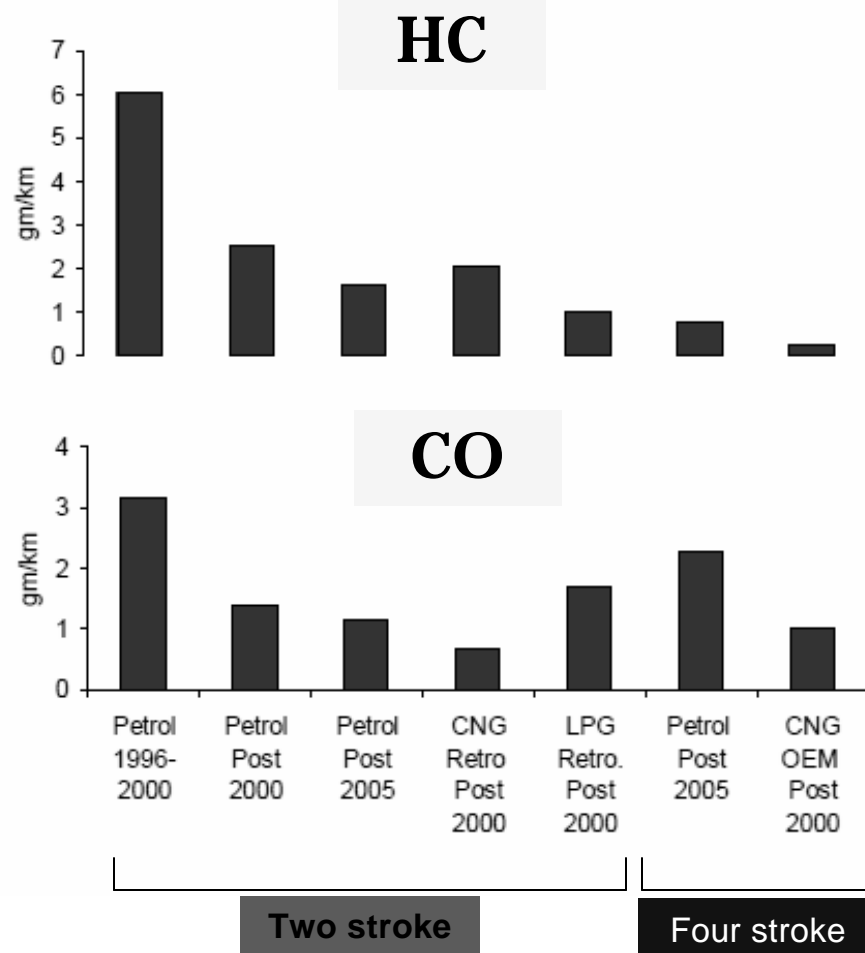 HC
7
6
5
4
3
2
1
0
gm/km
CO
4
3
2
1
0
gm/km
Petrol 1996- 2000
Petrol Post 2000
Petrol Post 2005
CNG Retro Post 2000
LPG Retro. Post 2000
Petrol Post 2005
CNG OEM Post 2000
Two stroke
Four stroke